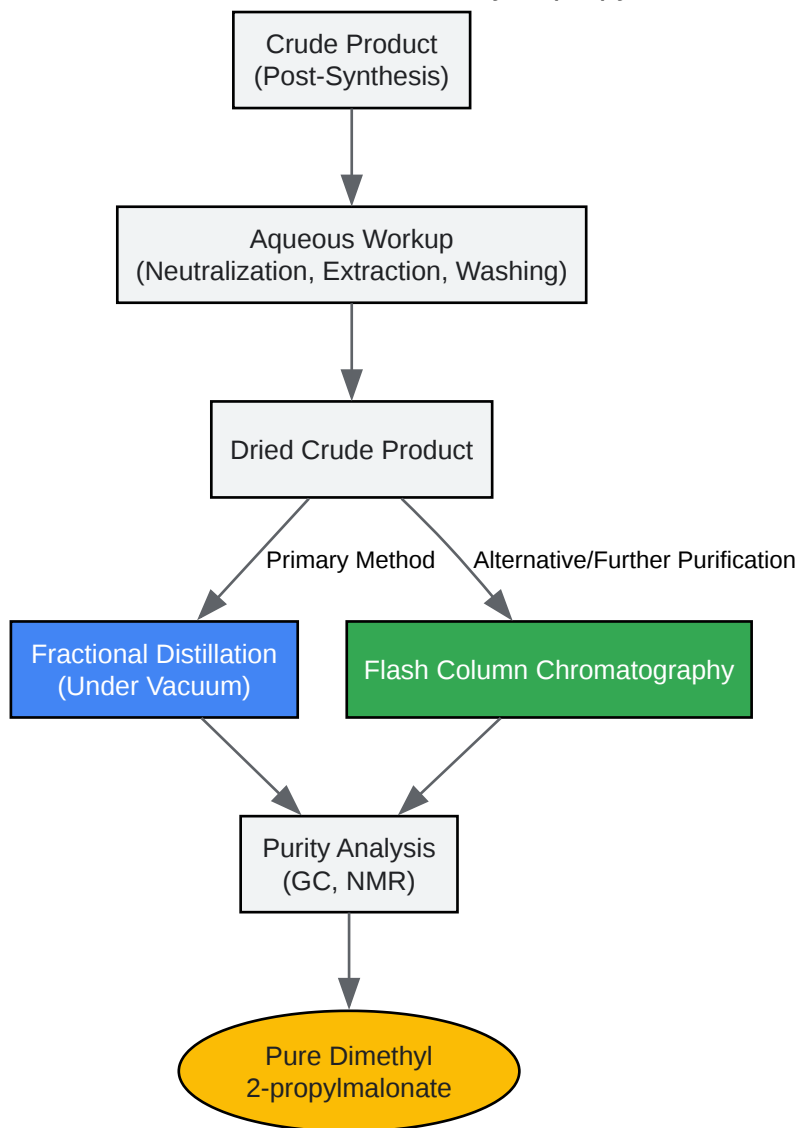 Crude Product
(Post-Synthesis)
Aqueous Workup
(Neutralization, Extraction, Washing)
Dried Crude Product
Primary Method
Alternative/Further Purification
Fractional Distillation
(Under Vacuum)
Flash Column Chromatography
Purity Analysis
(GC, NMR)
Pure Dimethyl
2-propylmalonate